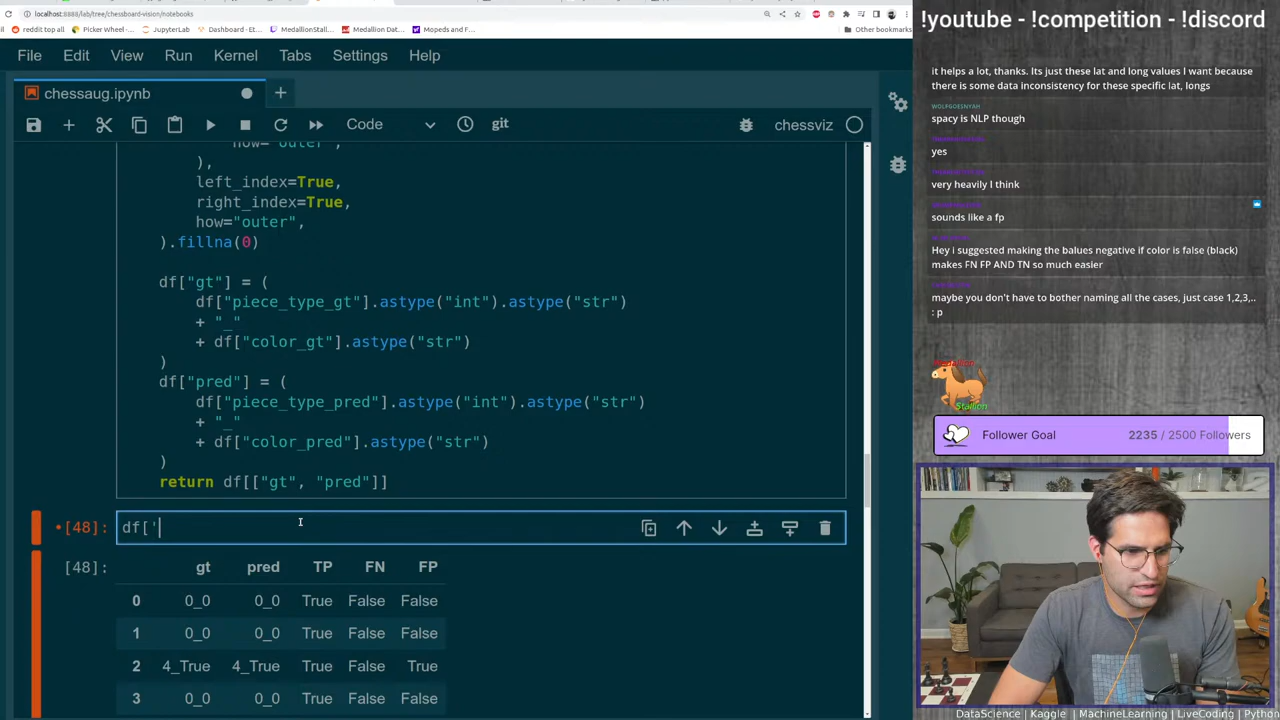 localhost:8888/lab/tree/chessboard-vision/notebooks
reddit top all
Picker Wheel - ...
JupyterLab
Dashboard - Et...
MedallionStall...
Medallion Dat...
Mopeds and F...
Other bookmarks
File Edit View Run Kernel Tabs Settings Help
chessaug.ipynb
Code
git
chessviz
how="outer",
),
left_index=True,
right_index=True,
how="outer",
).fillna(0)
df["gt"] = (
df["piece_type_gt"].astype("int").astype("str")
+ "_"
+ df["color_gt"].astype("str")
)
df["pred"] = (
df["piece_type_pred"].astype("int").astype("str")
+ "_"
+ df["color_pred"].astype("str")
)
return df[["gt", "pred"]]
[48]: df['
[48]: gt pred TP FN FP
0 0_0 0_0 True False False
1 0_0 0_0 True False False
2 4_True 4_True True False True
3 0_0 0_0 True False False
!youtube - !competition - !discord
it helps a lot, thanks. Its just these lat and long values I want because
there is some data inconsistency for these specific lat, longs
WOLFGOESNYAH
spacy is NLP though
yes
very heavily I think
sounds like a fp
Hey i suggested making the balues negative if color is false (black)
makes FN FP AND TN so much easier
maybe you don't have to bother naming all the cases, just case 1,2,3,..
: p
Medallion
Stallion
Follower Goal 2235 / 2500 Followers
DataScience | Kaggle | MachineLearning | LiveCoding | Python